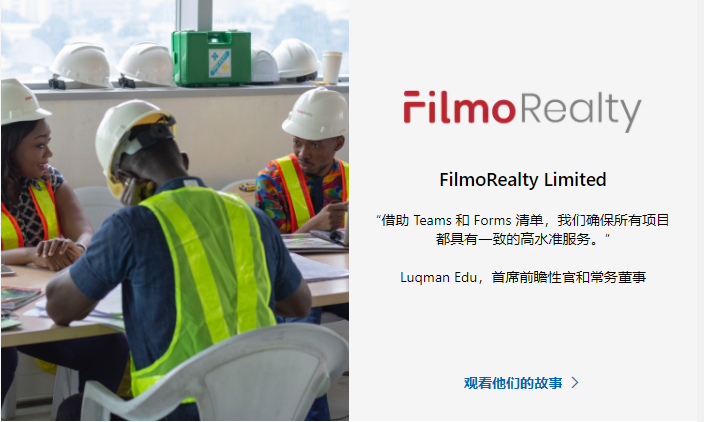 FilmoRealty
FilmoRealty Limited
“借助 Teams 和 Forms 清单，我们确保所有项目
都具有一致的高水准服务。”
Luqman Edu，首席前瞻性官和常务董事
观看他们的故事